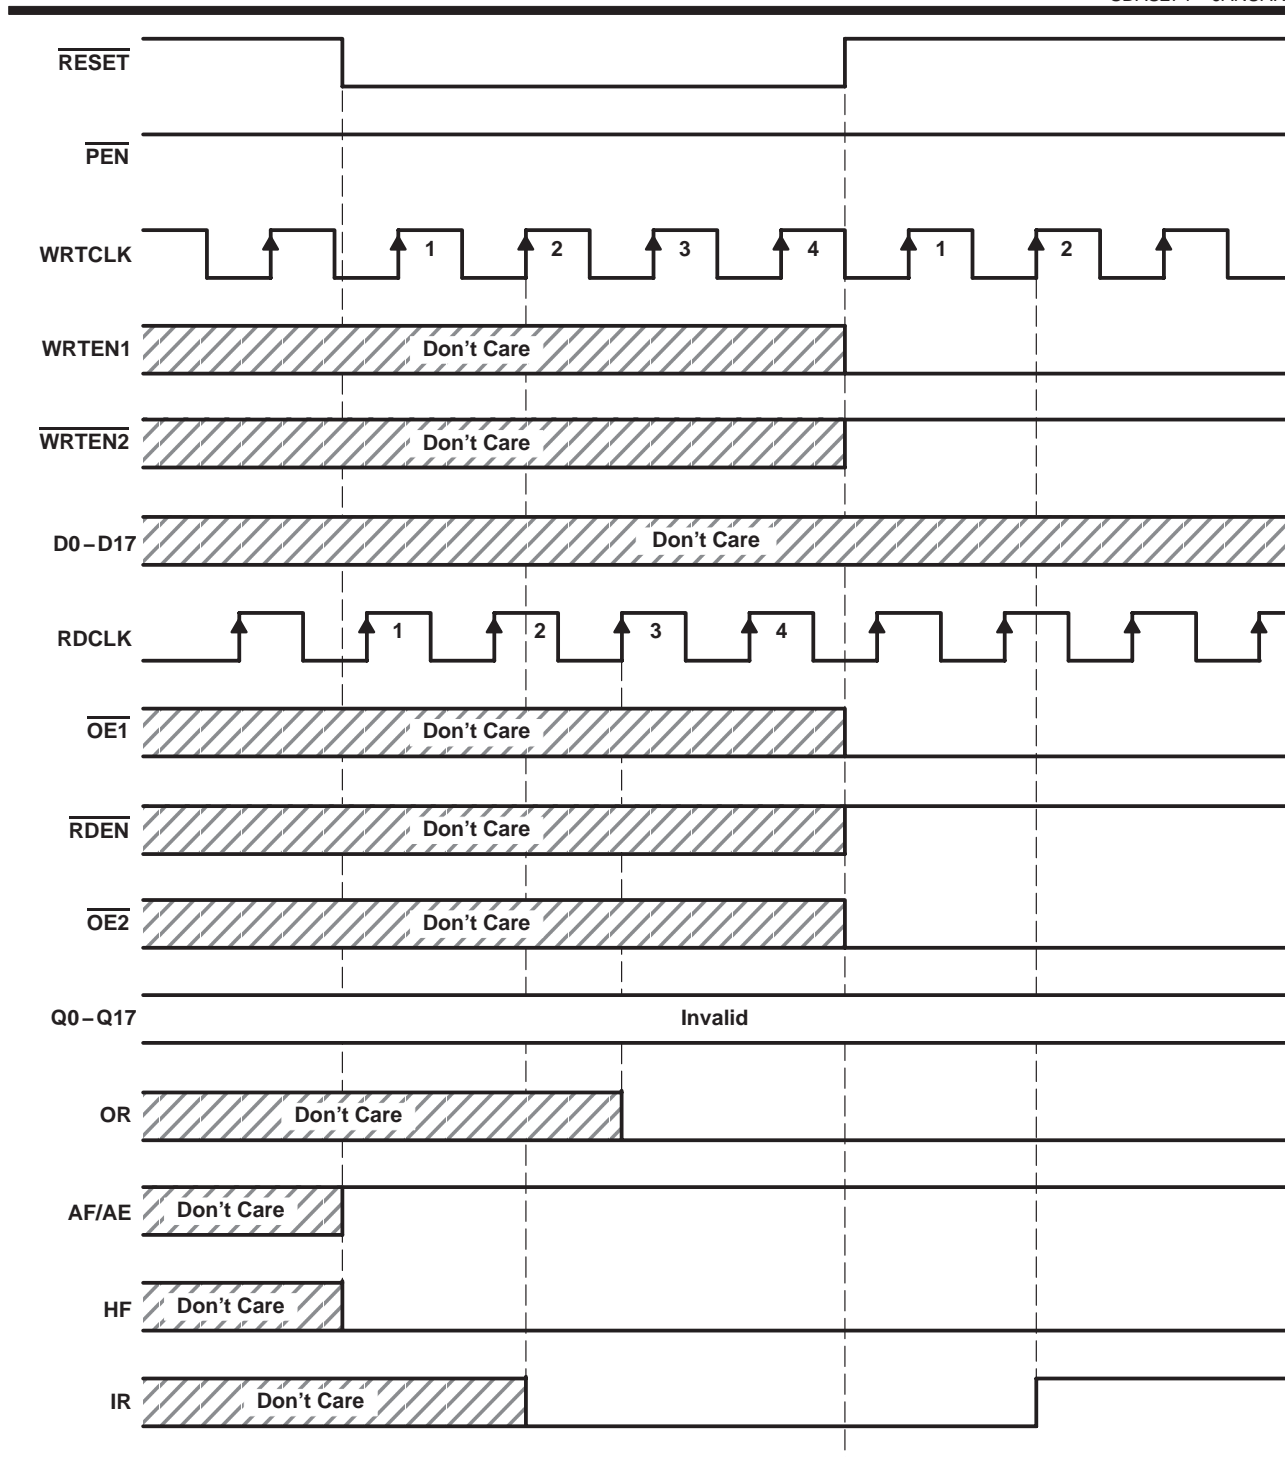 RESET
PEN
WRTCLK 1 2 3 4 1 2
WRTEN1 Don't Care
WRTEN2 Don't Care
D0–D17 Don't Care
RDCLK 1 2 3 4
OE1 Don't Care
RDEN Don't Care
OE2 Don't Care
Q0–Q17 Invalid
OR Don't Care
AF/AE Don't Care
HF Don't Care
IR Don't Care